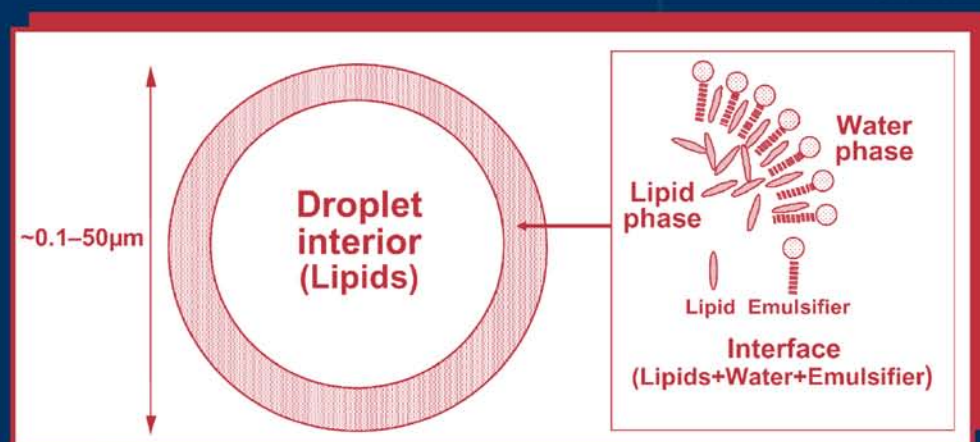 ~0.1–50µm
Droplet
interior
(Lipids)
Water
phase
Lipid
phase
Lipid Emulsifier
Interface
(Lipids+Water+Emulsifier)